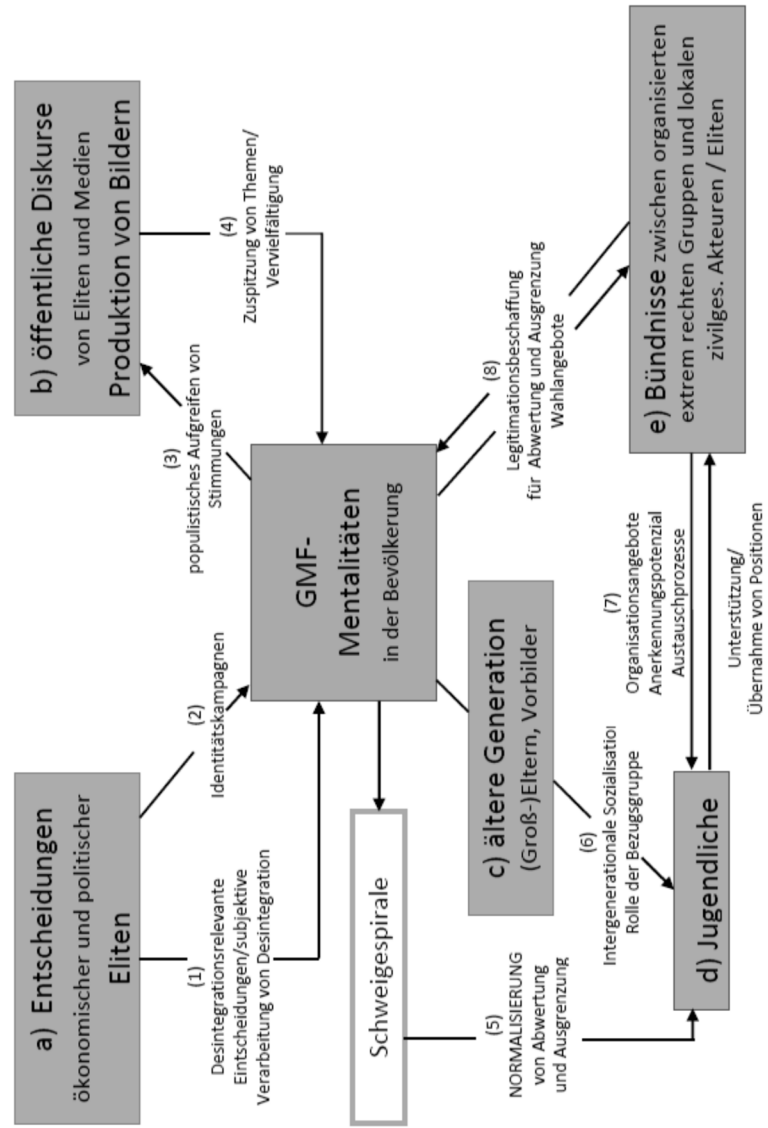 a) Entscheidungen
ökonomischer und politischer
Eliten
b) öffentliche Diskurse
von Eliten und Medien
Produktion von Bildern
(1)
Desintegrationsrelevante
Eintscheidungen/subjektive
Verarbeitung von Desintegration
(2)
Identitätskampagnen
(3)
populistisches Aufgreifen von
Stimmungen
(4)
Zuspitzung von Themen/
Vervielfältigung
GMF-
Mentalitäten
in der Bevölkerung
Schweigespirale
c) ältere Generation
(Groß-)Eltern, Vorbilder
(8)
Legitimationsbeschaffung
für Abwertung und Ausgrenzung
Wahlangebote
(5)
NORMALISIERUNG
von Abwertung
und Ausgrenzung
(6)
Intergenerationale Sozialisatio
Rolle der Bezugsgruppe
(7)
Organisationsangebote
Anerkennungspotenzial
Austauschprozesse
Unterstützung/
Übernahme von Positionen
d) Jugendliche
e) Bündnisse zwischen organisierten
extrem rechten Gruppen und lokalen
zivilges. Akteuren / Eliten